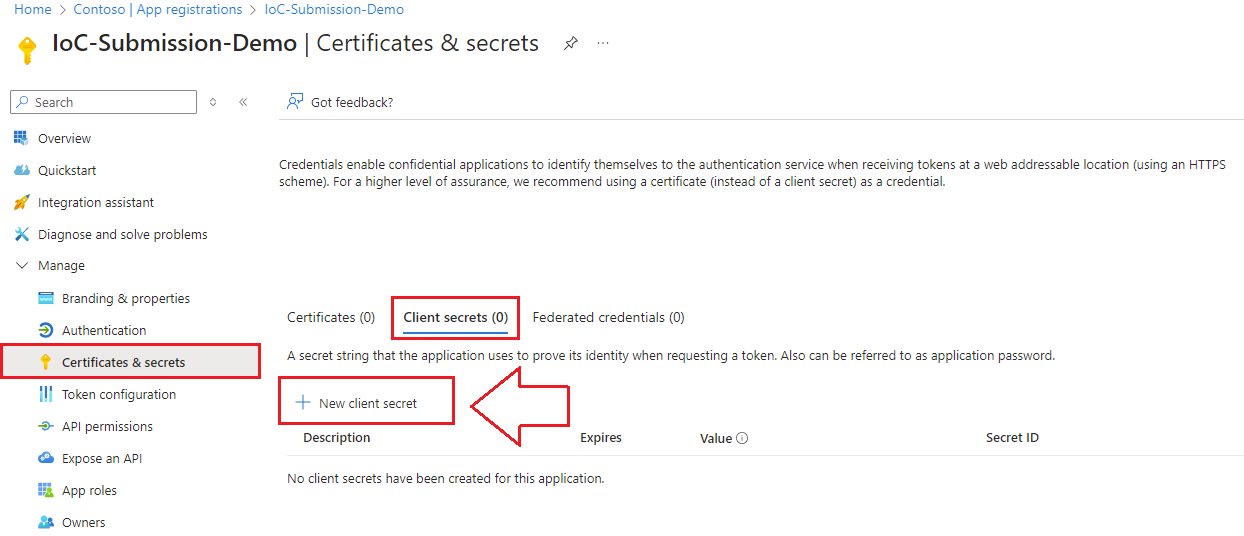 Home > Contoso | App registrations > IoC-Submission-Demo
IoC-Submission-Demo | Certificates & secrets
Search
Got feedback?
Overview
Quickstart
Integration assistant
Diagnose and solve problems
Manage
Branding & properties
Authentication
Certificates & secrets
Token configuration
API permissions
Expose an API
App roles
Owners
Credentials enable confidential applications to identify themselves to the authentication service when receiving tokens at a web addressable location (using an HTTPS
scheme). For a higher level of assurance, we recommend using a certificate (instead of a client secret) as a credential.
Certificates (0) Client secrets (0) Federated credentials (0)
A secret string that the application uses to prove its identity when requesting a token. Also can be referred to as application password.
New client secret
Description Expires Value Secret ID
No client secrets have been created for this application.